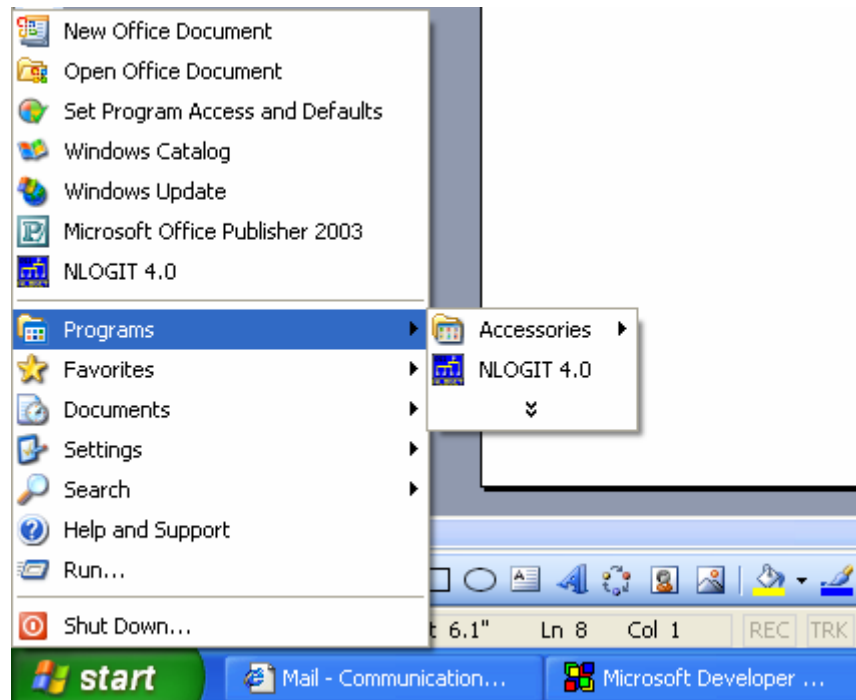 New Office Document
Open Office Document
Set Program Access and Defaults
Windows Catalog
Windows Update
Microsoft Office Publisher 2003
NLOGIT 4.0
Programs
Accessories
Favorites
NLOGIT 4.0
Documents
Settings
Search
Help and Support
Run...
Shut Down...
t 6.1" Ln 8 Col 1 REC TRK
start Mail - Communication... Microsoft Developer ...